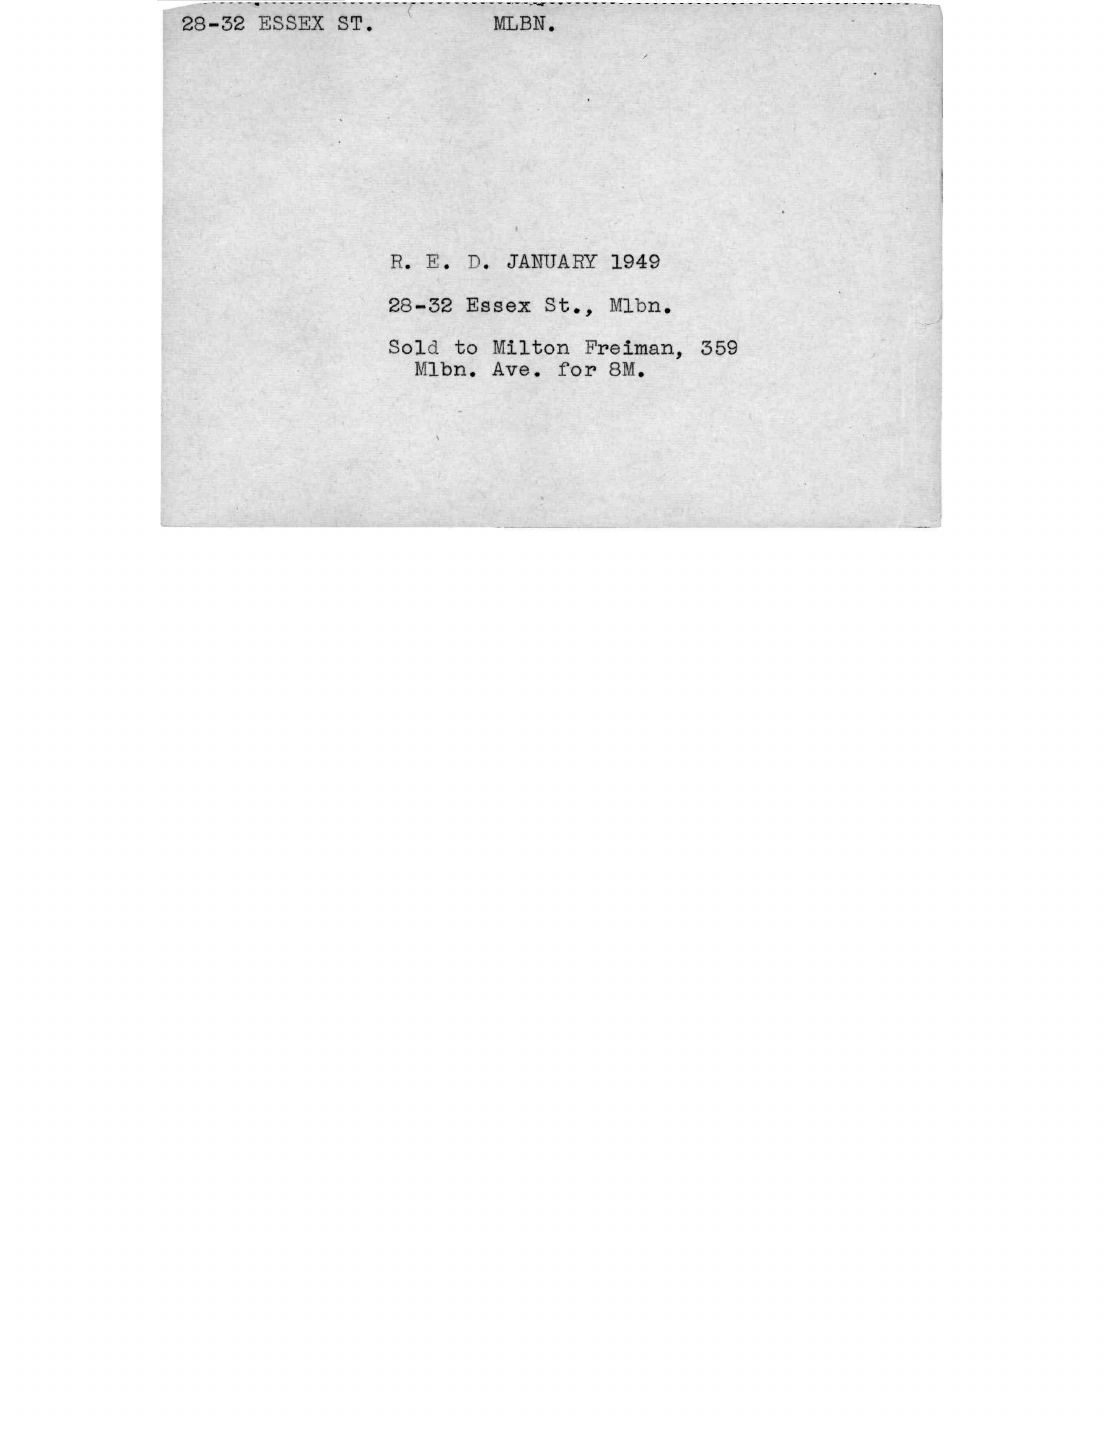 28-32 ESSEX ST. MLBN.
R. E. D. JANUARY 1949
28-32 Essex St., Mlbn.
Sold to Milton Freiman, 359
Mlbn. Ave. for 8M.